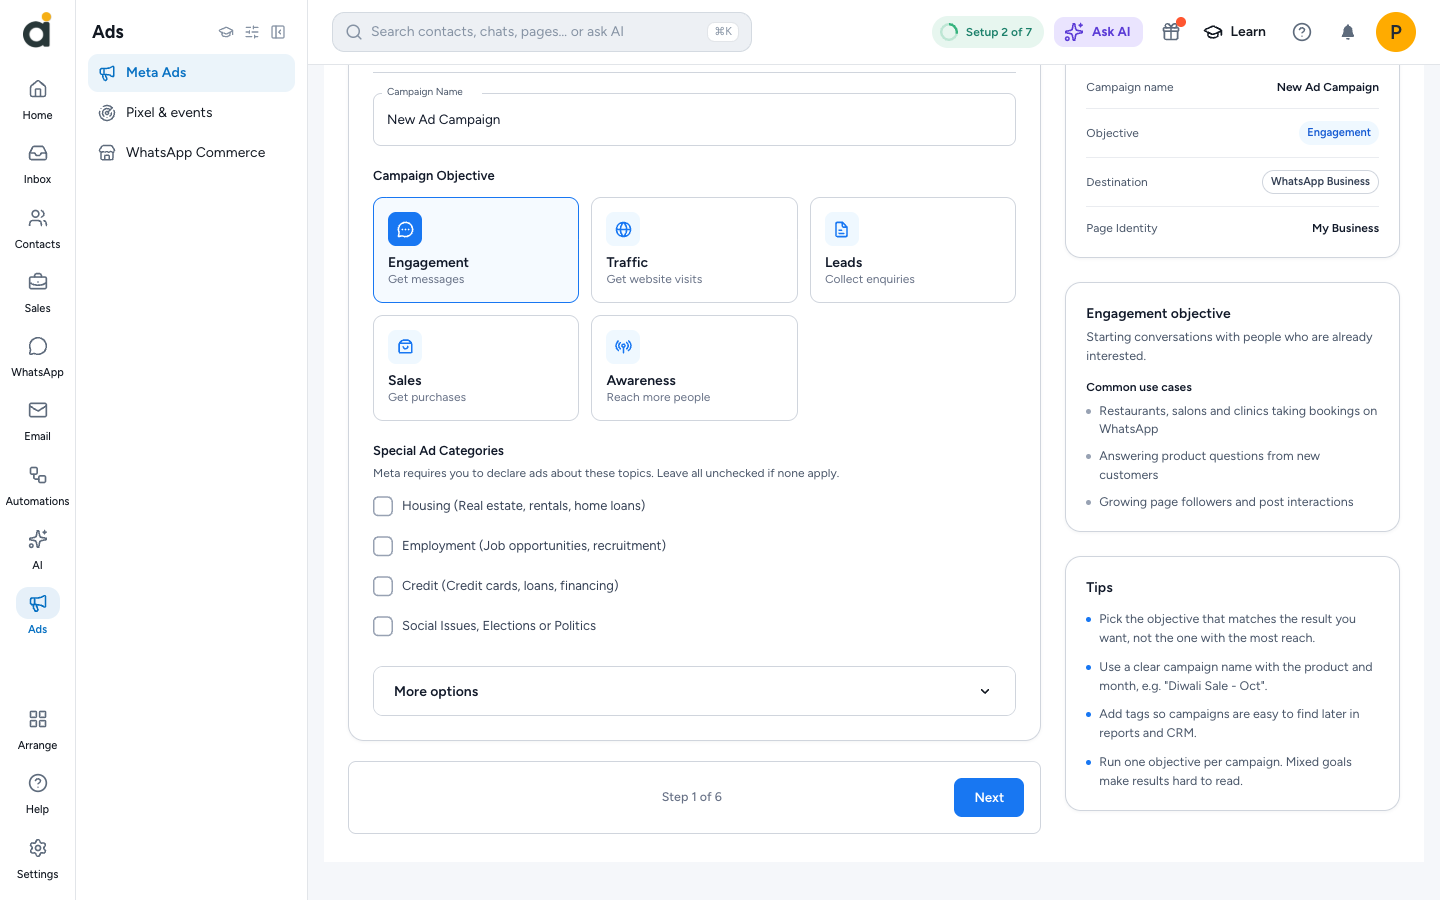 Ads
Search contacts, chats, pages... or ask AI
⌘K
Setup 2 of 7
Ask AI
Learn
P
Home
Inbox
Contacts
Sales
WhatsApp
Email
Automations
AI
Ads
Arrange
Help
Settings
Meta Ads
Pixel & events
WhatsApp Commerce
Campaign Name
New Ad Campaign
Campaign Objective
Engagement
Get messages
Traffic
Get website visits
Leads
Collect enquiries
Sales
Get purchases
Awareness
Reach more people
Special Ad Categories
Meta requires you to declare ads about these topics. Leave all unchecked if none apply.
Housing (Real estate, rentals, home loans)
Employment (Job opportunities, recruitment)
Credit (Credit cards, loans, financing)
Social Issues, Elections or Politics
More options
Step 1 of 6
Next
Campaign name
New Ad Campaign
Objective
Engagement
Destination
WhatsApp Business
Page Identity
My Business
Engagement objective
Starting conversations with people who are already
interested.
Common use cases
Restaurants, salons and clinics taking bookings on
WhatsApp
Answering product questions from new
customers
Growing page followers and post interactions
Tips
Pick the objective that matches the result you
want, not the one with the most reach.
Use a clear campaign name with the product and
month, e.g. "Diwali Sale - Oct".
Add tags so campaigns are easy to find later in
reports and CRM.
Run one objective per campaign. Mixed goals
make results hard to read.